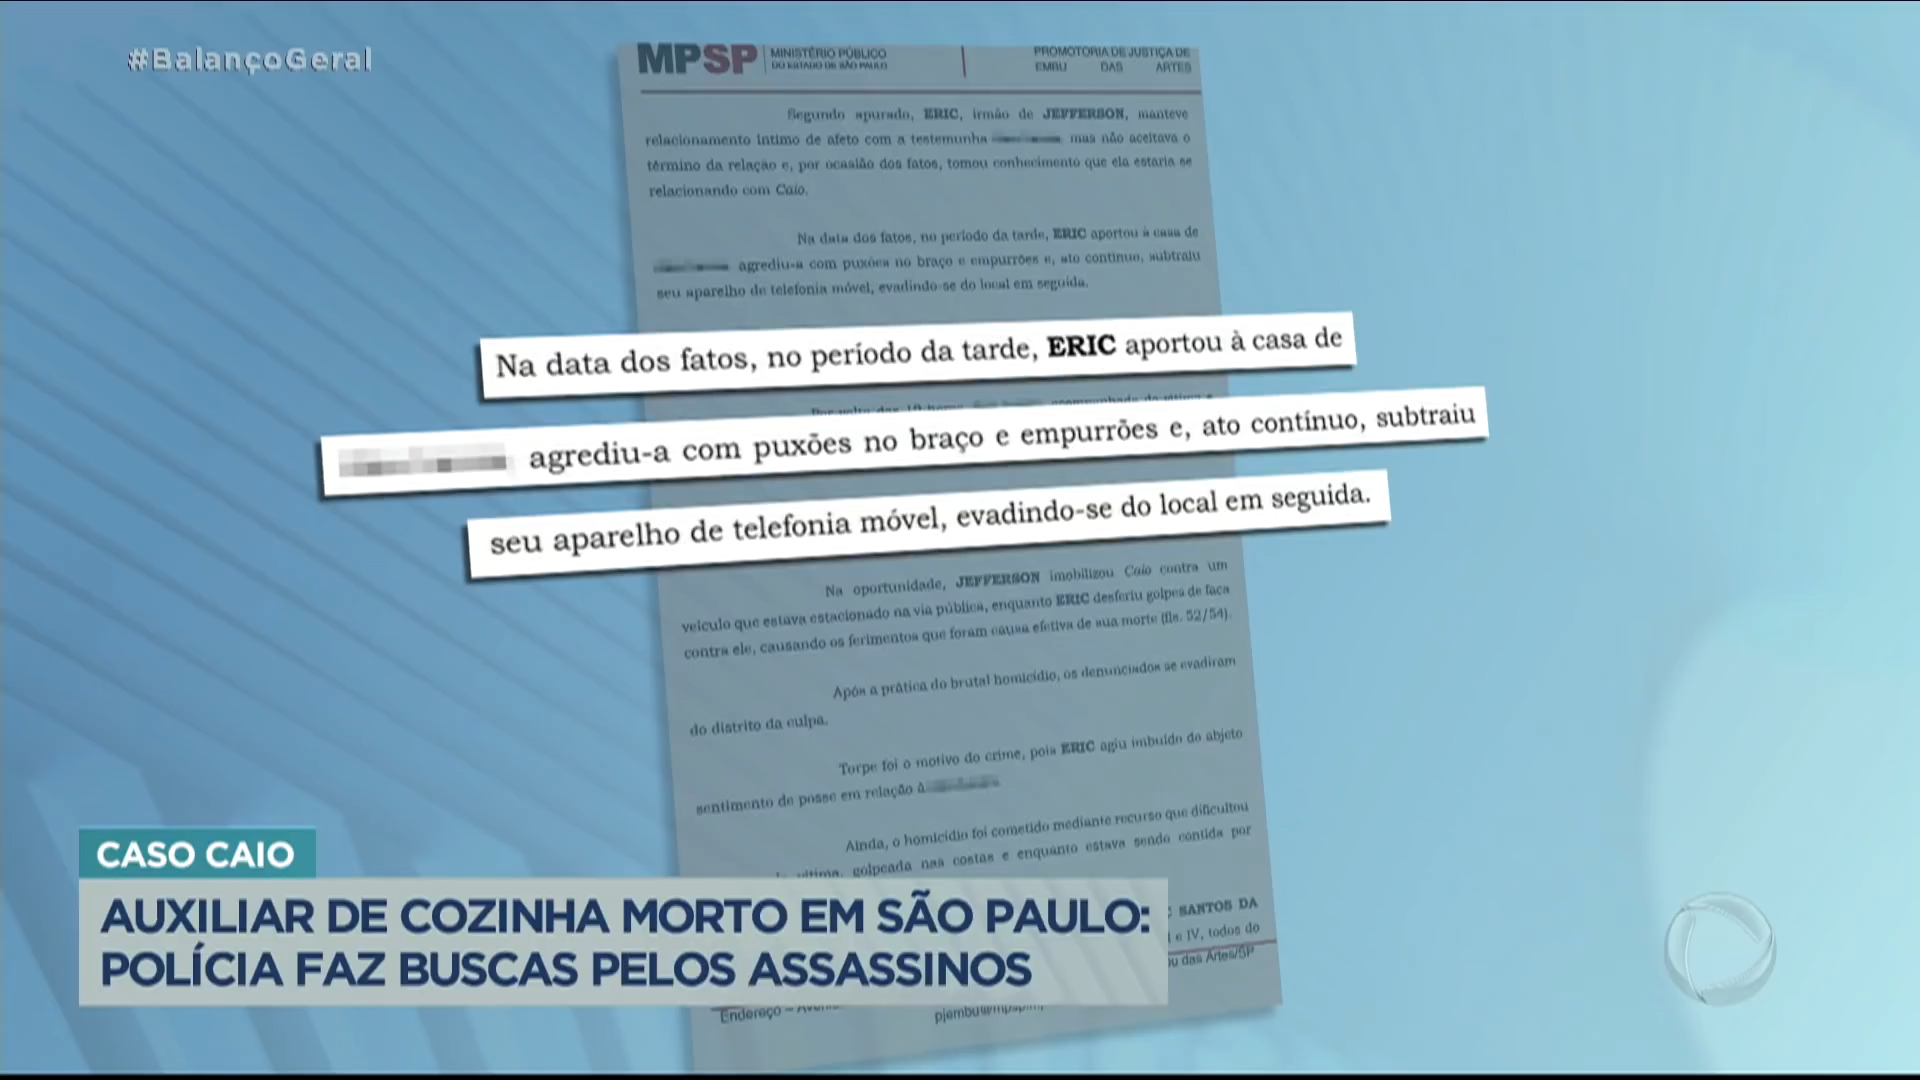 #BalançoGeral
MPSP MINISTÉRIO PÚBLICO
DO ESTADO DE SÃO PAULO
PROMOTORIA DE JUSTIÇA DE
EMBU DAS ARTES
Segundo apurado, ERIC, irmão de JEFFERSON, manteve
relacionamento íntimo de afeto com a testemunha mas não aceitava o
término da relação e, por ocasião dos fatos, tomou conhecimento que ela estaria se
relacionando com Caio.
Na data dos fatos, no período da tarde, ERIC aportou à casa de
agrediu-a com puxões no braço e empurrões e, ato contínuo, subtraiu
seu aparelho de telefonia móvel, evadindo-se do local em seguida.
Na data dos fatos, no período da tarde, ERIC aportou à casa de
agrediu-a com puxões no braço e empurrões e, ato contínuo, subtraiu
seu aparelho de telefonia móvel, evadindo-se do local em seguida.
Na oportunidade, JEFFERSON imobilizou Caio contra um
veículo que estava estacionado na via pública, enquanto ERIC desferiu golpes de faca
contra ele, causando os ferimentos que foram causa efetiva de sua morte (fls. 52/54).
Após a prática do brutal homicídio, os denunciados se evadiram
do distrito da culpa.
Torpe foi o motivo do crime, pois ERIC agiu imbuído do abjeto
sentimento de posse em relação à
Ainda, o homicídio foi cometido mediante recurso que dificultou
vítima, golpeada nas costas e enquanto estava sendo contida por
SANTOS DA
e IV, todos do
das Artes/SP
Endereço –
CASO CAIO
AUXILIAR DE COZINHA MORTO EM SÃO PAULO:
POLÍCIA FAZ BUSCAS PELOS ASSASSINOS